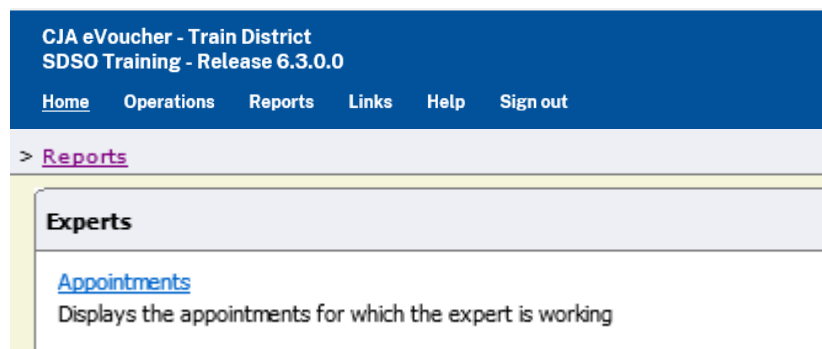 CJA eVoucher - Train District
SDSO Training - Release 6.3.0.0
Home Operations Reports Links Help Sign out
> Reports
Experts
Appointments
Displays the appointments for which the expert is working